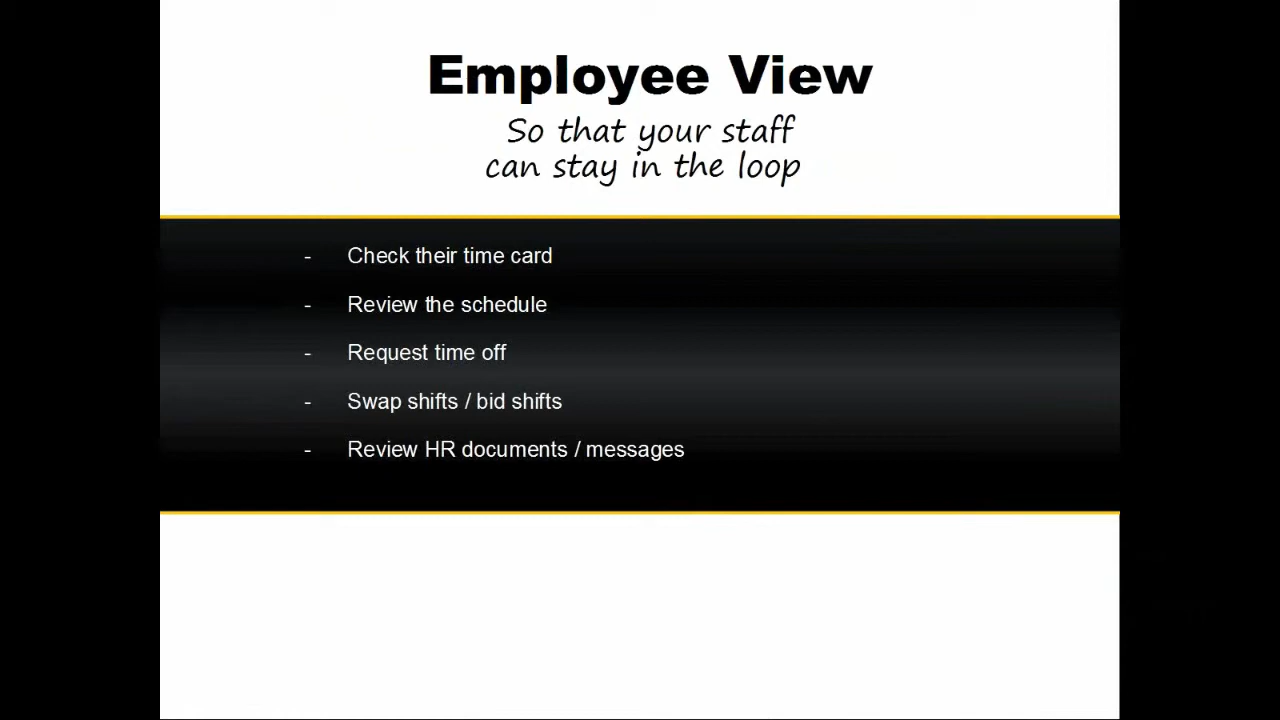 Employee View
So that your staff
can stay in the loop
- Check their time card
- Review the schedule
- Request time off
- Swap shifts / bid shifts
- Review HR documents / messages